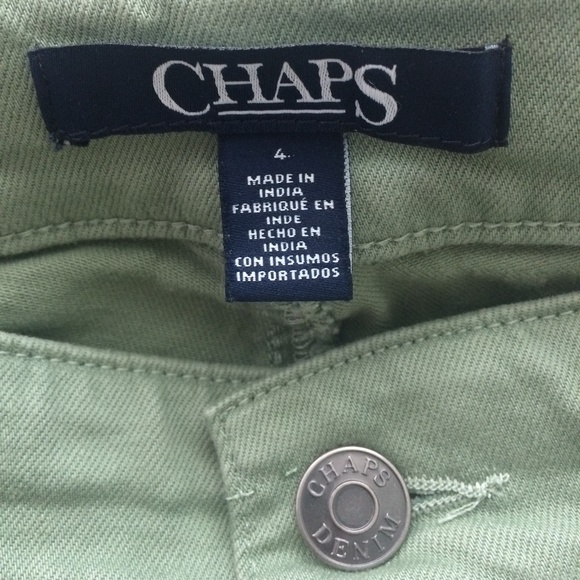 CHAPS
4
MADE IN
INDIA
FABRIQUÉ EN
INDE
HECHO EN
INDIA
CON INSUMOS
IMPORTADOS
CHAPS
DENIM